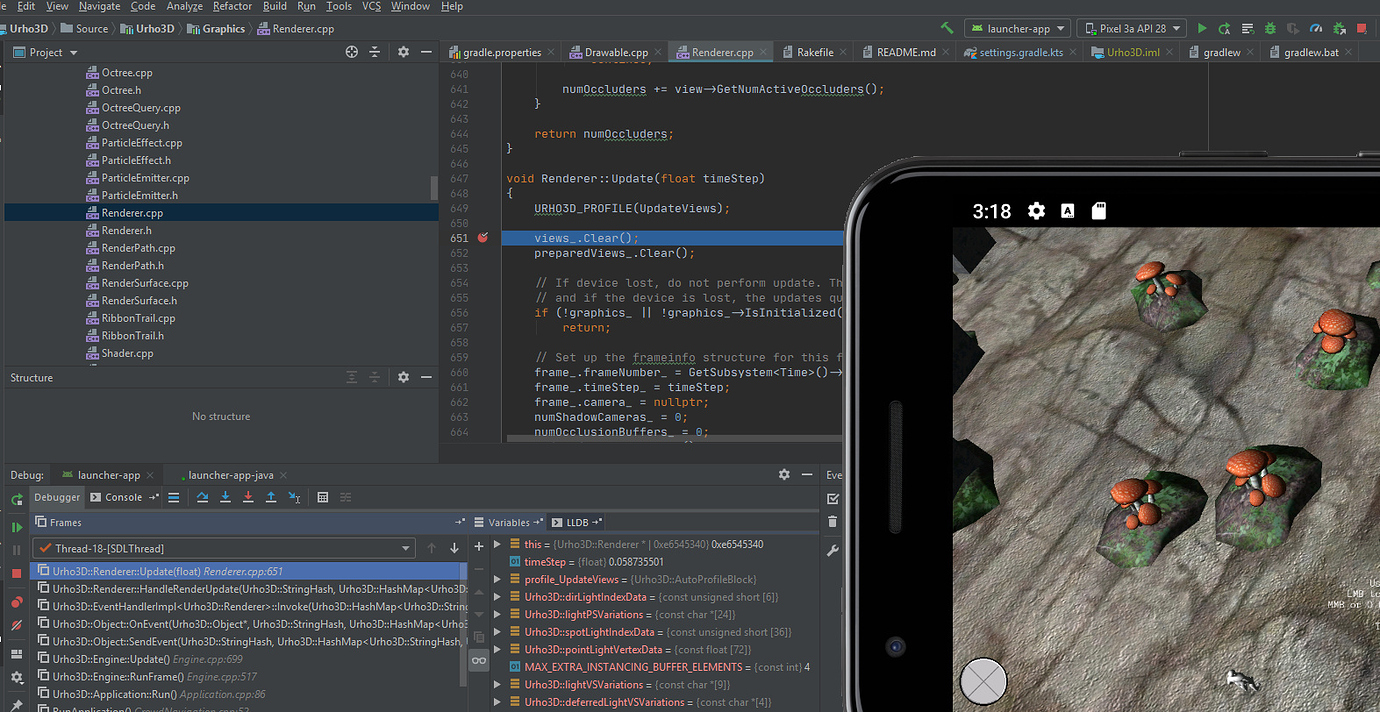 Edit View Navigate Code Analyze Refactor Build Run Tools VCS Window Help
Urho3D Source Urho3D Graphics Renderer.cpp
launcher-app Pixel 3a API 28
Project
gradle.properties Drawable.cpp Renderer.cpp Rakefile README.md settings.gradle.kts Urho3D.iml gradlew gradlew.bat
Octree.cpp
Octree.h
OctreeQuery.cpp
OctreeQuery.h
ParticleEffect.cpp
ParticleEffect.h
ParticleEmitter.cpp
ParticleEmitter.h
Renderer.cpp
Renderer.h
RenderPath.cpp
RenderPath.h
RenderSurface.cpp
RenderSurface.h
RibbonTrail.cpp
RibbonTrail.h
Shader.cpp
Structure
No structure
640
641 numOccluders += view->GetNumActiveOccluders();
642 }
643
644 return numOccluders;
645 }
646
647 void Renderer::Update(float timeStep)
648 {
649 URHO3D_PROFILE(UpdateViews);
650
651 views_.Clear();
652 preparedViews_.Clear();
653
654 // If device lost, do not perform update. Th
655 // and if the device is lost, the updates qu
656 if (!graphics_ || !graphics_->IsInitialized(
657 return;
658
659 // Set up the frameinfo structure for this f
660 frame_.frameNumber_ = GetSubsystem<Time>()->
661 frame_.timeStep_ = timeStep;
662 frame_.camera_ = nullptr;
663 numShadowCameras_ = 0;
664 numOcclusionBuffers_ = 0;
3:18
LMB to
MMB or
Debug: launcher-app launcher-app-java
Debugger Console
Frames
Thread-18-[SDLThread]
Urho3D::Renderer::Update(float) Renderer.cpp:651
Urho3D::Renderer::HandleRenderUpdate(Urho3D::StringHash, Urho3D::HashMap<Urho3D:
Urho3D::EventHandlerImpl<Urho3D::Renderer>::Invoke(Urho3D::HashMap<Urho3D::Strin
Urho3D::Object::OnEvent(Urho3D::Object*, Urho3D::StringHash, Urho3D::HashMap<Urho3
Urho3D::Object::SendEvent(Urho3D::StringHash, Urho3D::HashMap<Urho3D::StringHash,
Urho3D::Engine::Update() Engine.cpp:699
Urho3D::Engine::RunFrame() Engine.cpp:517
Urho3D::Application::Run() Application.cpp:86
RunApplication() CrowdNavigation.cpp:53
Variables LLDB
this = {Urho3D::Renderer * | 0xe6545340} 0xe6545340
timeStep = {float} 0.058735501
profile_UpdateViews = {Urho3D::AutoProfileBlock}
Urho3D::dirLightIndexData = {const unsigned short [6]}
Urho3D::lightPSVariations = {const char *[24]}
Urho3D::spotLightIndexData = {const unsigned short [36]}
Urho3D::pointLightVertexData = {const float [72]}
MAX_EXTRA_INSTANCING_BUFFER_ELEMENTS = {const int} 4
Urho3D::lightVSVariations = {const char *[9]}
Urho3D::deferredLightVSVariations = {const char *[4]}
Eve